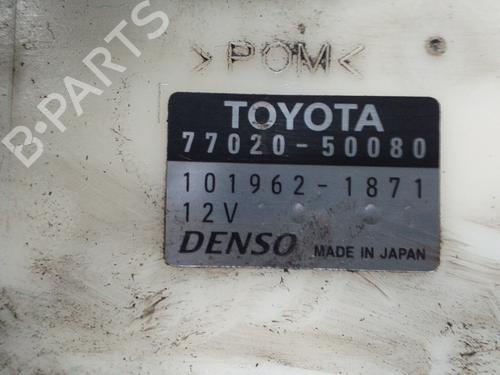 B-PARTS
>POM<
TOYOTA
77020-50080
101962-1871
12V
DENSO MADE IN JAPAN